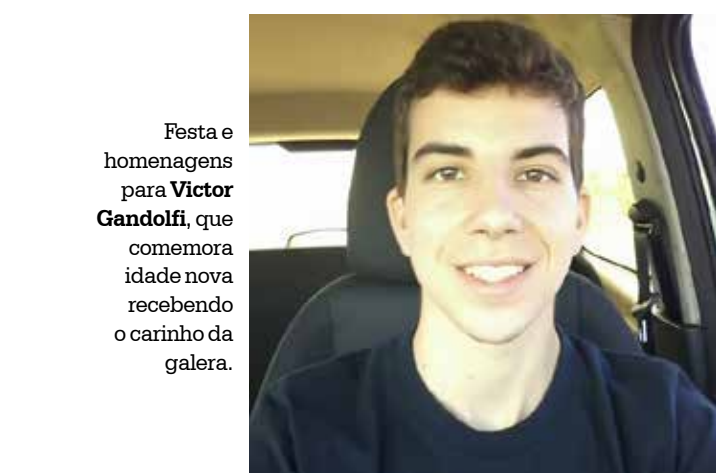 Festa e
homenagens
para Victor
Gandolfi, que
comemora
idade nova
recebendo
o carinho da
galera.